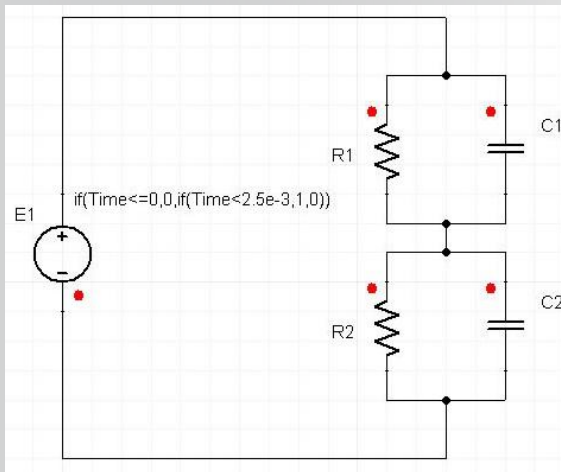 C1
R1
if(Time<=0,0,if(Time<2.5e-3,1,0))
E1
C2
R2